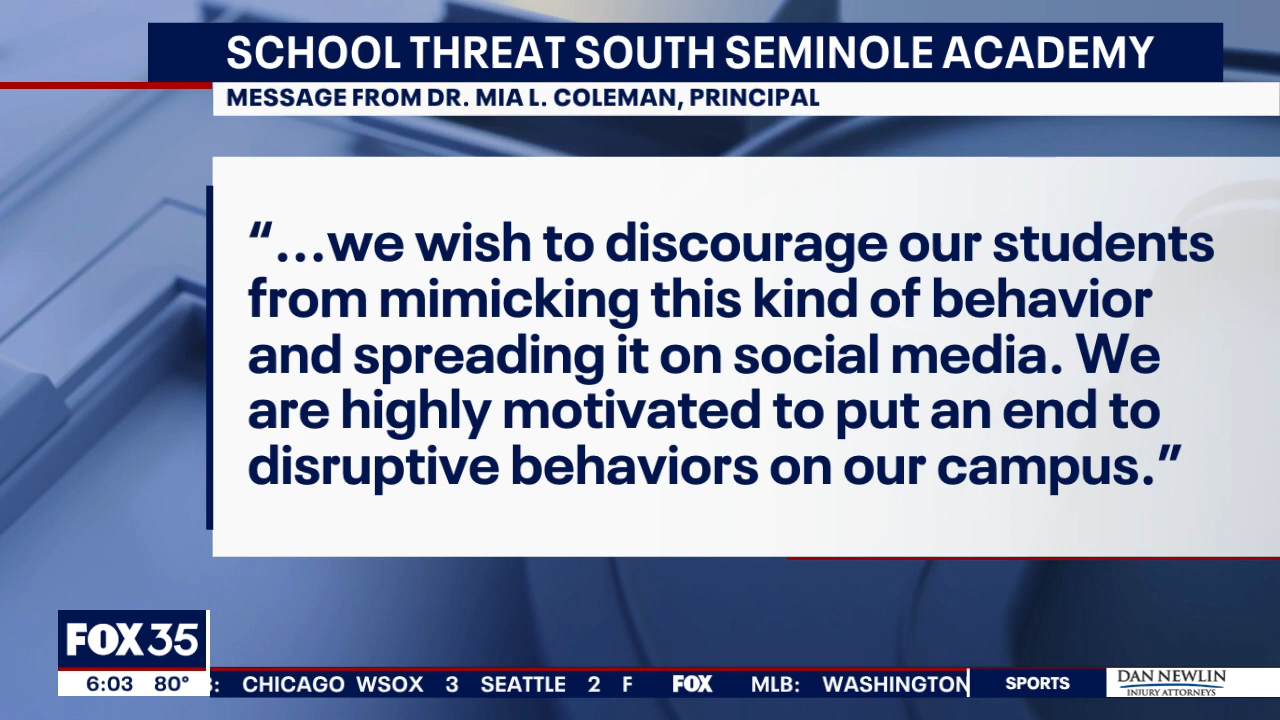 SCHOOL THREAT SOUTH SEMINOLE ACADEMY
MESSAGE FROM DR. MIA L. COLEMAN, PRINCIPAL
“...we wish to discourage our students
from mimicking this kind of behavior
and spreading it on social media. We
are highly motivated to put an end to
disruptive behaviors on our campus.”
FOX 35
6:03 80° : CHICAGO WSOX 3 SEATTLE 2 F FOX MLB: WASHINGTON SPORTS
DAN NEWLIN
INJURY ATTORNEYS